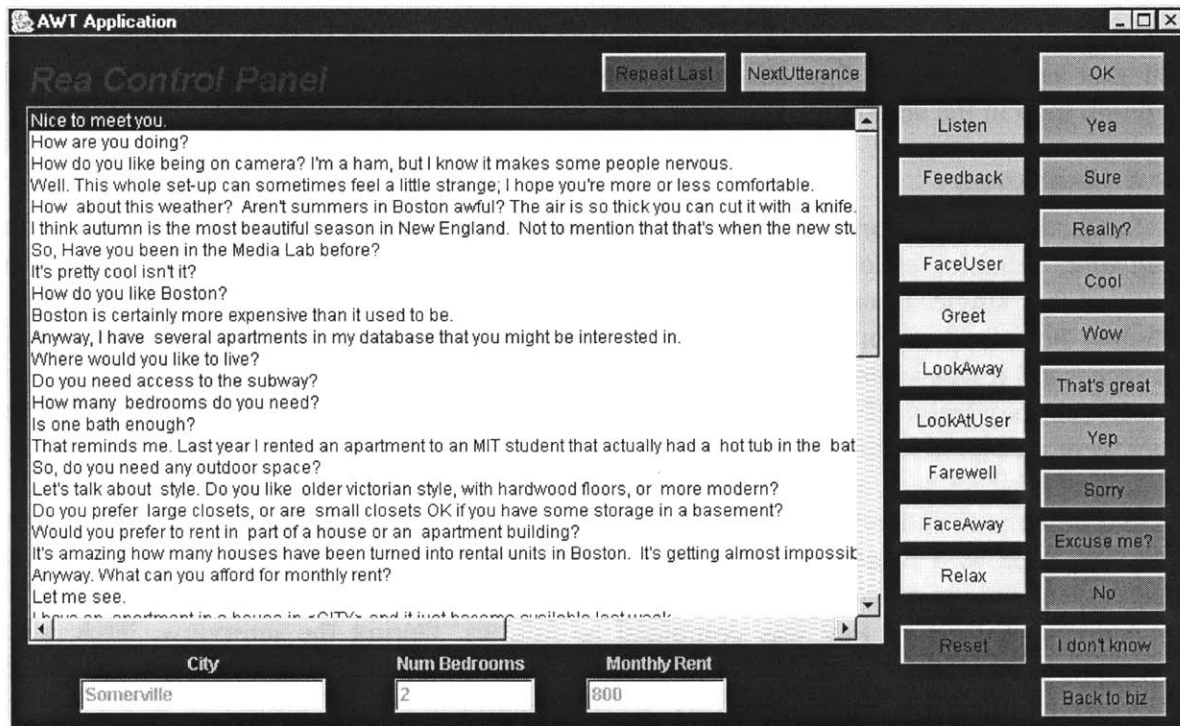 AWT Application
Rea Control Panel
Repeat Last
NextUtterance
OK
Nice to meet you.
How are you doing?
How do you like being on camera? I'm a ham, but I know it makes some people nervous.
Well. This whole set-up can sometimes feel a little strange; I hope you're more or less comfortable.
How about this weather? Aren't summers in Boston awful? The air is so thick you can cut it with a knife.
I think autumn is the most beautiful season in New England. Not to mention that that's when the new stu
So, Have you been in the Media Lab before?
It's pretty cool isn't it?
How do you like Boston?
Boston is certainly more expensive than it used to be.
Anyway, I have several apartments in my database that you might be interested in.
Where would you like to live?
Do you need access to the subway?
How many bedrooms do you need?
Is one bath enough?
That reminds me. Last year I rented an apartment to an MIT student that actually had a hot tub in the bat
So, do you need any outdoor space?
Let's talk about style. Do you like older victorian style, with hardwood floors, or more modern?
Do you prefer large closets, or are small closets OK if you have some storage in a basement?
Would you prefer to rent in part of a house or an apartment building?
It's amazing how many houses have been turned into rental units in Boston. It's getting almost impossib
Anyway. What can you afford for monthly rent?
Let me see.
I have an apartment in a house in <CITY> and it just became available last week.
Listen
Feedback
FaceUser
Greet
LookAway
LookAtUser
Farewell
FaceAway
Relax
Reset
Yea
Sure
Really?
Cool
Wow
That's great
Yep
Sorry
Excuse me?
No
I don't know
Back to biz
City
Num Bedrooms
Monthly Rent
Somerville
2
800